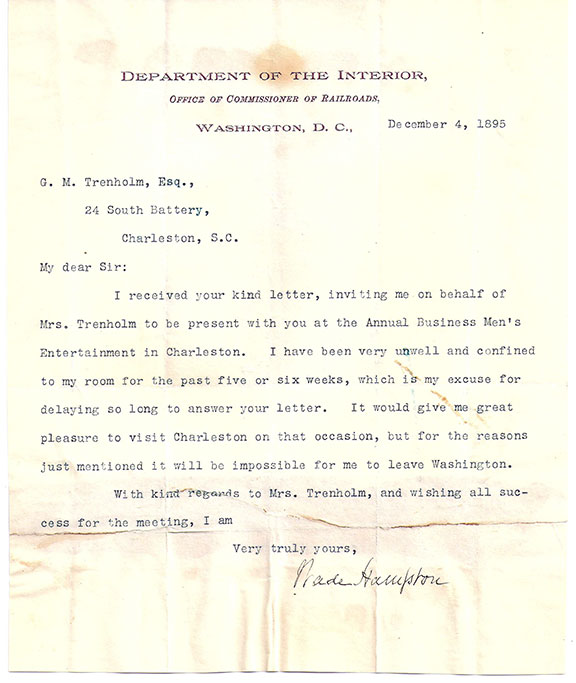 DEPARTMENT OF THE INTERIOR,
OFFICE OF COMMISSIONER OF RAILROADS,
WASHINGTON, D. C., December 4, 1895
G. M. Trenholm, Esq.,
24 South Battery,
Charleston, S.C.
My dear Sir:
I received your kind letter, inviting me on behalf of
Mrs. Trenholm to be present with you at the Annual Business Men's
Entertainment in Charleston. I have been very unwell and confined
to my room for the past five or six weeks, which is my excuse for
delaying so long to answer your letter. It would give me great
pleasure to visit Charleston on that occasion, but for the reasons
just mentioned it will be impossible for me to leave Washington.
With kind regards to Mrs. Trenholm, and wishing all suc-
cess for the meeting, I am
Very truly yours,
Wade Hampton